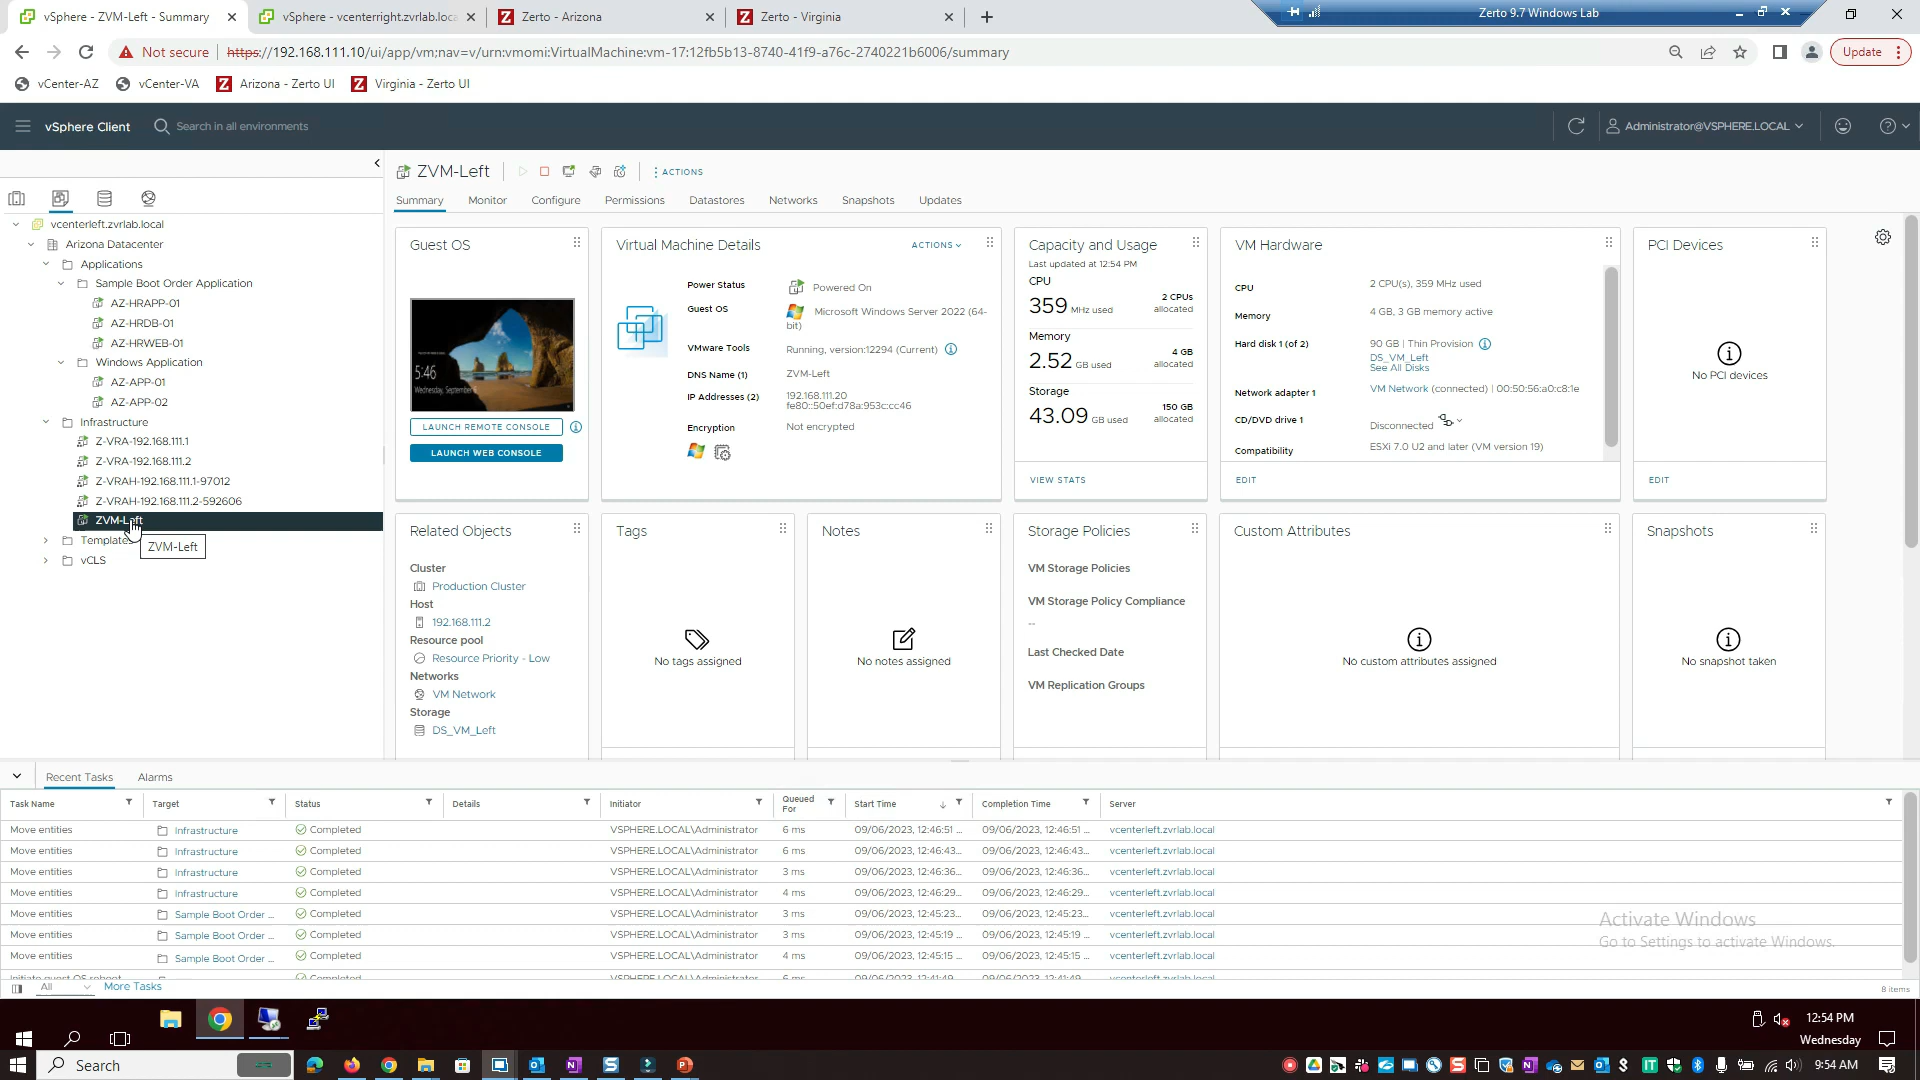 vSphere - ZVM-Left - Summary
vSphere - vcenterright.zvrlab.loca
Zerto - Arizona
Zerto - Virginia
Zerto 9.7 Windows Lab
Not secure
https://192.168.111.10/ui/app/vm;nav=v/urn:vmomi:VirtualMachine:vm-17:12fb5b13-8740-41f9-a76c-2740221b6006/summary
Update
vCenter-AZ
vCenter-VA
Arizona - Zerto UI
Virginia - Zerto UI
vSphere Client
Search in all environments
Administrator@VSPHERE.LOCAL
ZVM-Left
ACTIONS
Summary Monitor Configure Permissions Datastores Networks Snapshots Updates
vcenterleft.zvrlab.local
Arizona Datacenter
Applications
Sample Boot Order Application
AZ-HRAPP-01
AZ-HRDB-01
AZ-HRWEB-01
Windows Application
AZ-APP-01
AZ-APP-02
Infrastructure
Z-VRA-192.168.111.1
Z-VRA-192.168.111.2
Z-VRAH-192.168.111.1-97012
Z-VRAH-192.168.111.2-592606
ZVM-Left
Templates
ZVM-Left
vCLS
Guest OS
5:46
LAUNCH REMOTE CONSOLE
LAUNCH WEB CONSOLE
Virtual Machine Details
ACTIONS
Power Status Powered On
Guest OS Microsoft Windows Server 2022 (64-
bit)
VMware Tools Running, version:12294 (Current)
DNS Name (1) ZVM-Left
IP Addresses (2) 192.168.111.20
fe80::50ef:d78a:953c:cc46
Encryption Not encrypted
Capacity and Usage
Last updated at 12:54 PM
CPU
359 MHz used
2 CPUs
allocated
Memory
2.52 GB used
4 GB
allocated
Storage
43.09 GB used
150 GB
allocated
VIEW STATS
VM Hardware
CPU 2 CPU(s), 359 MHz used
Memory 4 GB, 3 GB memory active
Hard disk 1 (of 2) 90 GB | Thin Provision
DS_VM_Left
See All Disks
Network adapter 1 VM Network (connected) | 00:50:56:a0:c8:1e
CD/DVD drive 1 Disconnected
Compatibility ESXi 7.0 U2 and later (VM version 19)
EDIT
PCI Devices
No PCI devices
EDIT
Related Objects
Cluster
Production Cluster
Host
192.168.111.2
Resource pool
Resource Priority - Low
Networks
VM Network
Storage
DS_VM_Left
Tags
No tags assigned
Notes
No notes assigned
Storage Policies
VM Storage Policies
VM Storage Policy Compliance
--
Last Checked Date
VM Replication Groups
Custom Attributes
No custom attributes assigned
Snapshots
No snapshot taken
Recent Tasks Alarms
Task Name Target Status Details Initiator Queued For Start Time Completion Time Server
Move entities Infrastructure Completed VSPHERE.LOCAL\Administrator 6 ms 09/06/2023, 12:46:51 ... 09/06/2023, 12:46:51 ... vcenterleft.zvrlab.local
Move entities Infrastructure Completed VSPHERE.LOCAL\Administrator 6 ms 09/06/2023, 12:46:43... 09/06/2023, 12:46:43... vcenterleft.zvrlab.local
Move entities Infrastructure Completed VSPHERE.LOCAL\Administrator 3 ms 09/06/2023, 12:46:36... 09/06/2023, 12:46:36... vcenterleft.zvrlab.local
Move entities Infrastructure Completed VSPHERE.LOCAL\Administrator 4 ms 09/06/2023, 12:46:29... 09/06/2023, 12:46:29... vcenterleft.zvrlab.local
Move entities Sample Boot Order ... Completed VSPHERE.LOCAL\Administrator 3 ms 09/06/2023, 12:45:23... 09/06/2023, 12:45:23... vcenterleft.zvrlab.local
Move entities Sample Boot Order ... Completed VSPHERE.LOCAL\Administrator 3 ms 09/06/2023, 12:45:19 ... 09/06/2023, 12:45:19 ... vcenterleft.zvrlab.local
Move entities Sample Boot Order ... Completed VSPHERE.LOCAL\Administrator 4 ms 09/06/2023, 12:45:15 ... 09/06/2023, 12:45:15 ... vcenterleft.zvrlab.local
Initiate guest OS reboot Completed VSPHERE.LOCAL\Administrator 6 ms 09/06/2023, 12:41:49 09/06/2023, 12:41:49 vcenterleft.zvrlab.local
Activate Windows
Go to Settings to activate Windows.
All More Tasks
8 items
12:54 PM
Wednesday
Search
9:54 AM